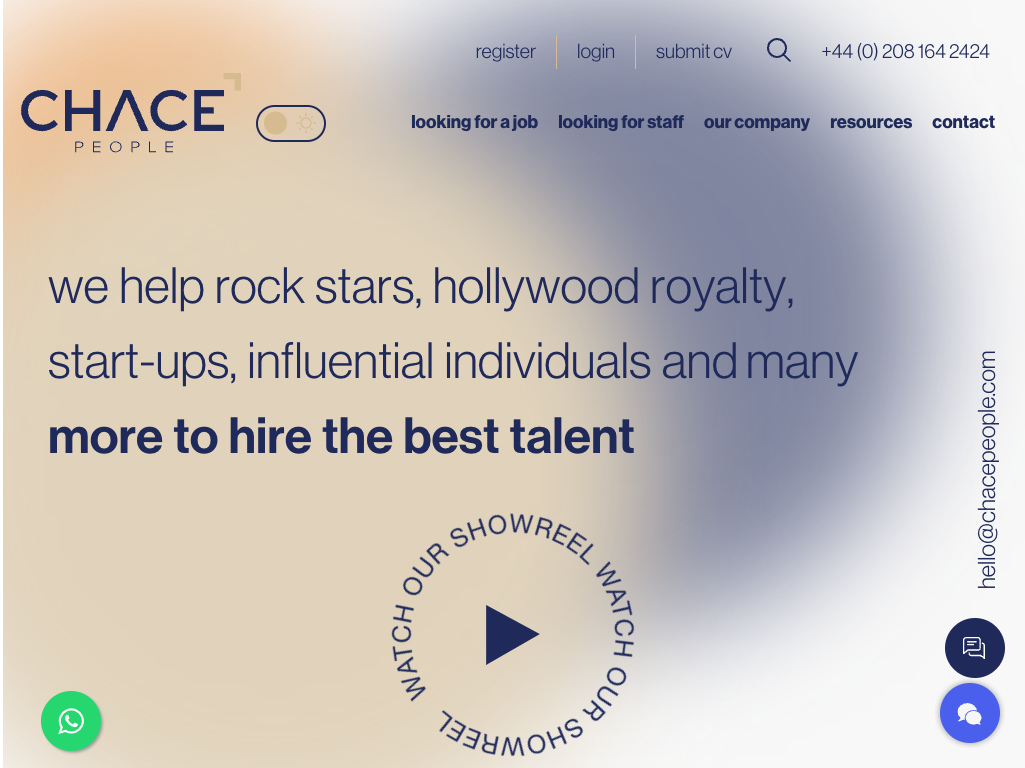 register
login
submit cv
+44 (0) 208 164 2424
CHACE
PEOPLE
looking for a job
looking for staff
our company
resources
contact
we help rock stars, hollywood royalty,
start-ups, influential individuals and many
more to hire the best talent
hello@chacepeople.com
WATCH OUR SHOWREEL WATCH OUR SHOWREEL